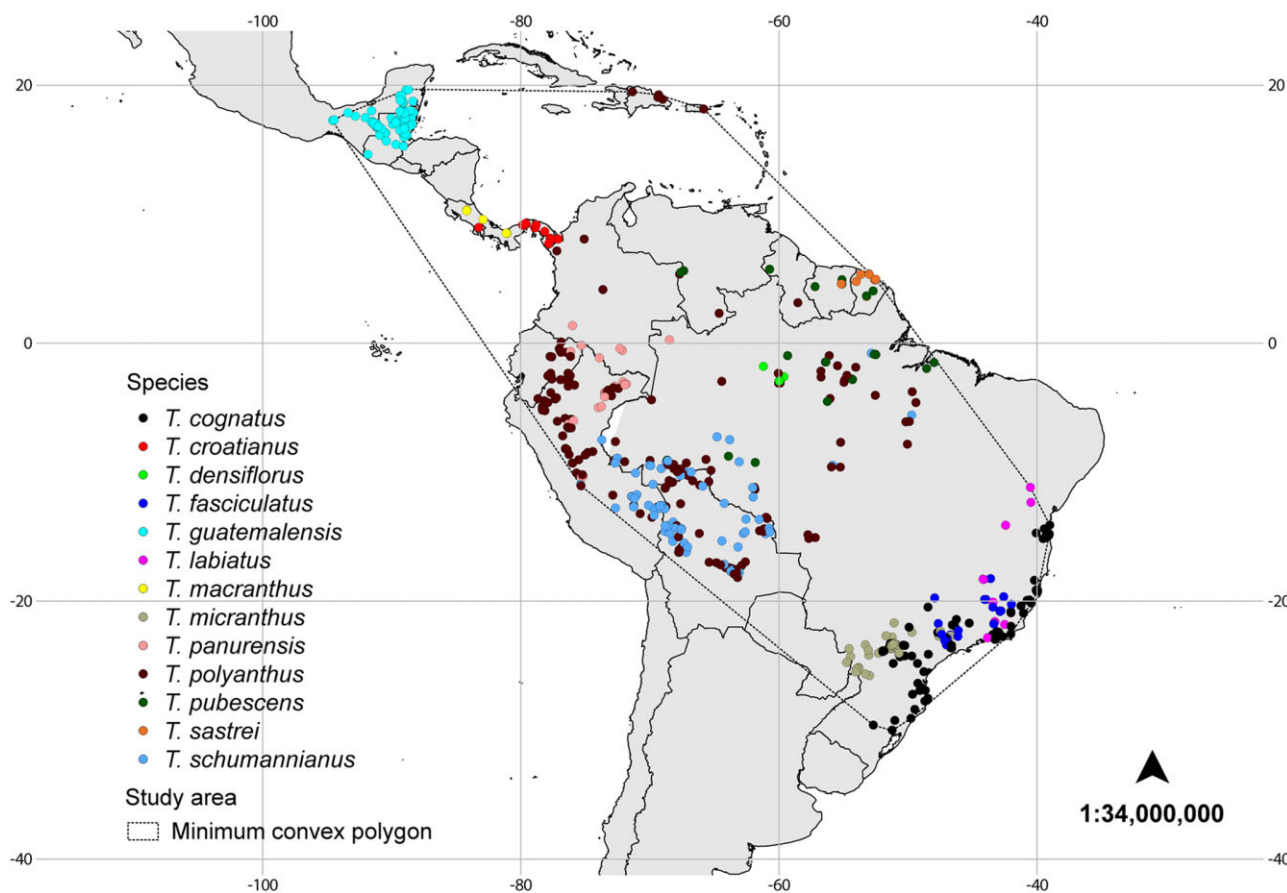 -100 -80 -60 -40
20 20
0 0
Species
T. cognatus
T. croatianus
T. densiflorus
T. fasciculatus
T. guatemalensis
T. labiatus
T. macranthus
T. micranthus
T. panurensis
T. polyanthus
T. pubescens
T. sastrei
T. schumannianus
-20 -20
Study area
Minimum convex polygon
1:34,000,000
-40 -40
-100 -80 -60 -40